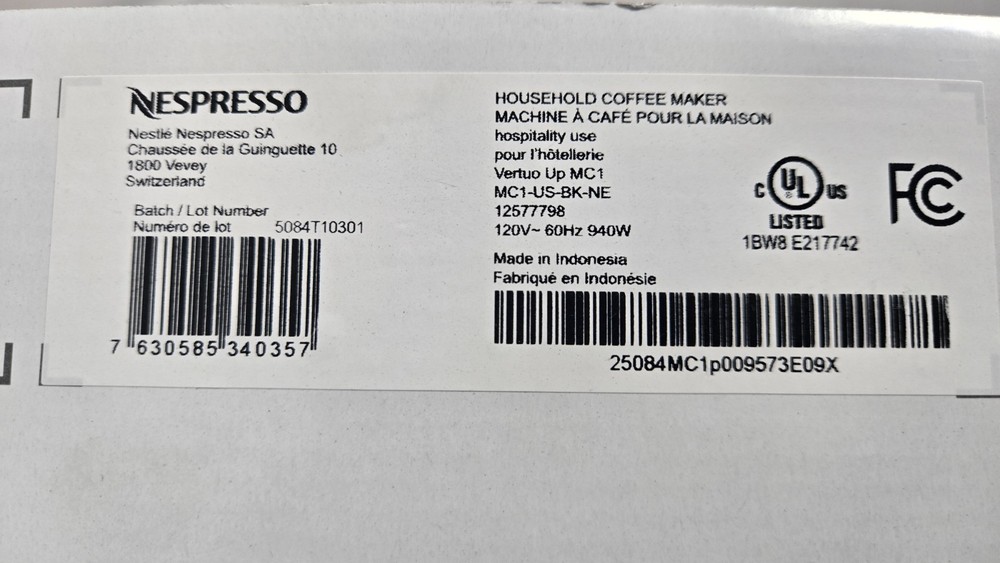 NESPRESSO
Nestlé Nespresso SA
Chaussée de la Guinguette 10
1800 Vevey
Switzerland
Batch / Lot Number
Numéro de lot 5084T10301
7 630585 340357
HOUSEHOLD COFFEE MAKER
MACHINE À CAFÉ POUR LA MAISON
hospitality use
pour l'hôtellerie
Vertuo Up MC1
MC1-US-BK-NE
12577798
120V~ 60Hz 940W
Made in Indonesia
Fabriqué en Indonésie
25084MC1p009573E09X
C UL ® US
LISTED
1BW8 E217742
FC